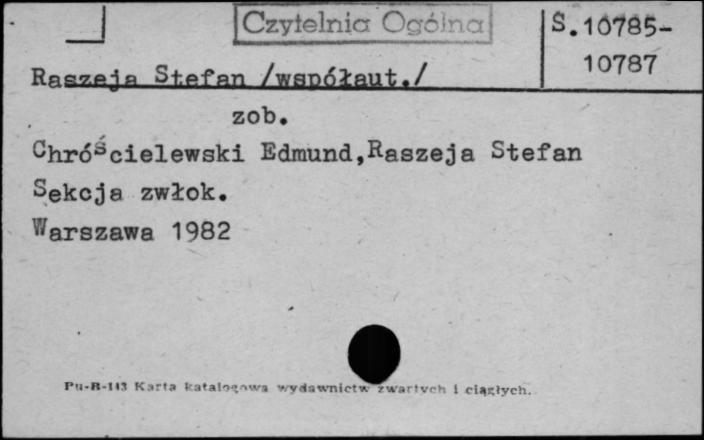 Czytelnia Ogólna
S.10785-
10787
Raszeja Stefan /współaut./
zob.
Chróścielewski Edmund,Raszeja Stefan
Sekcja zwłok.
Warszawa 1982
Pu-B-143 Karta katalogowa wydawnictw zwartych i ciągłych.